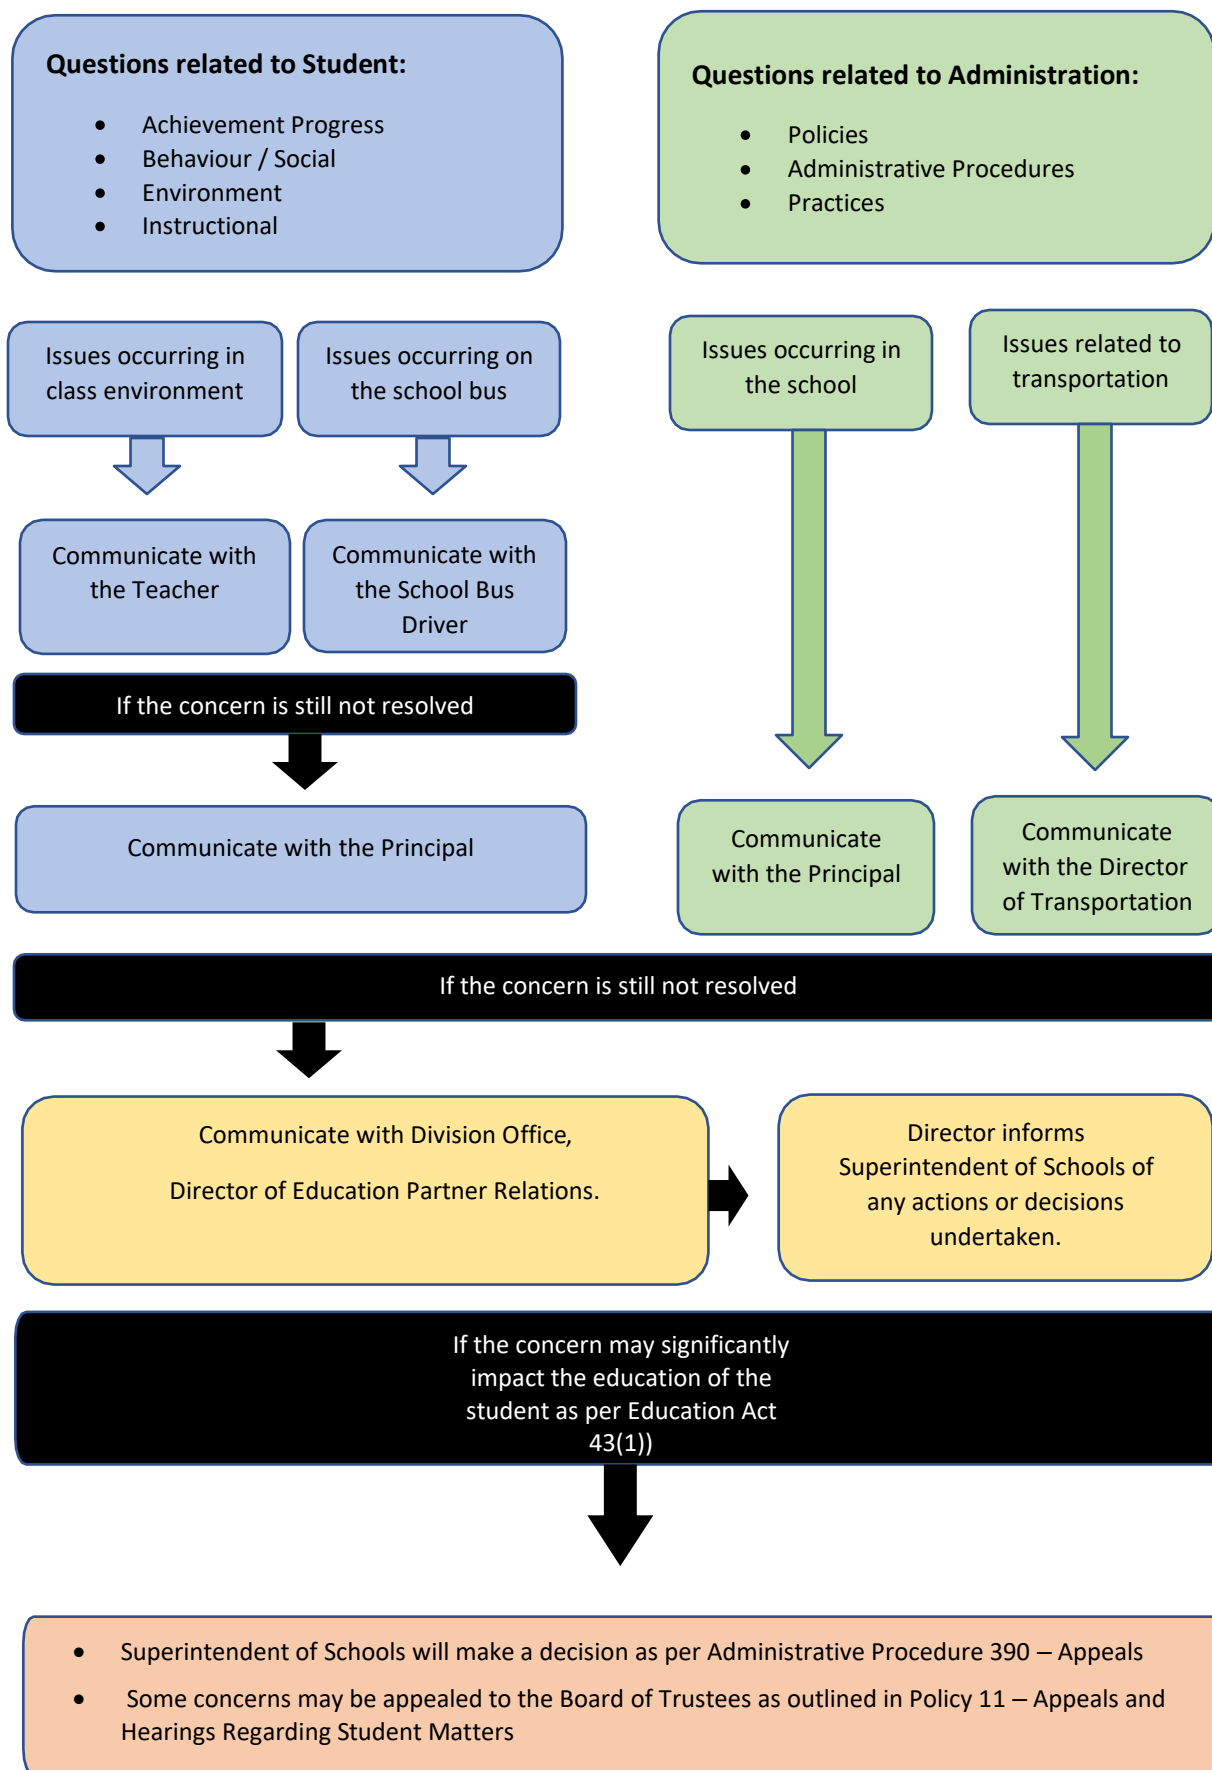 Questions related to Student:
• Achievement Progress
• Behaviour / Social
• Environment
• Instructional
Questions related to Administration:
• Policies
• Administrative Procedures
• Practices
Issues occurring in
class environment
Issues occurring on
the school bus
Issues occurring in
the school
Issues related to
transportation
Communicate with
the Teacher
Communicate with
the School Bus
Driver
If the concern is still not resolved
Communicate with the Principal
Communicate
with the Principal
Communicate
with the Director
of Transportation
If the concern is still not resolved
Communicate with Division Office,
Director of Education Partner Relations.
Director informs
Superintendent of Schools of
any actions or decisions
undertaken.
If the concern may significantly
impact the education of the
student as per Education Act
43(1))
• Superintendent of Schools will make a decision as per Administrative Procedure 390 – Appeals
• Some concerns may be appealed to the Board of Trustees as outlined in Policy 11 – Appeals and
Hearings Regarding Student Matters